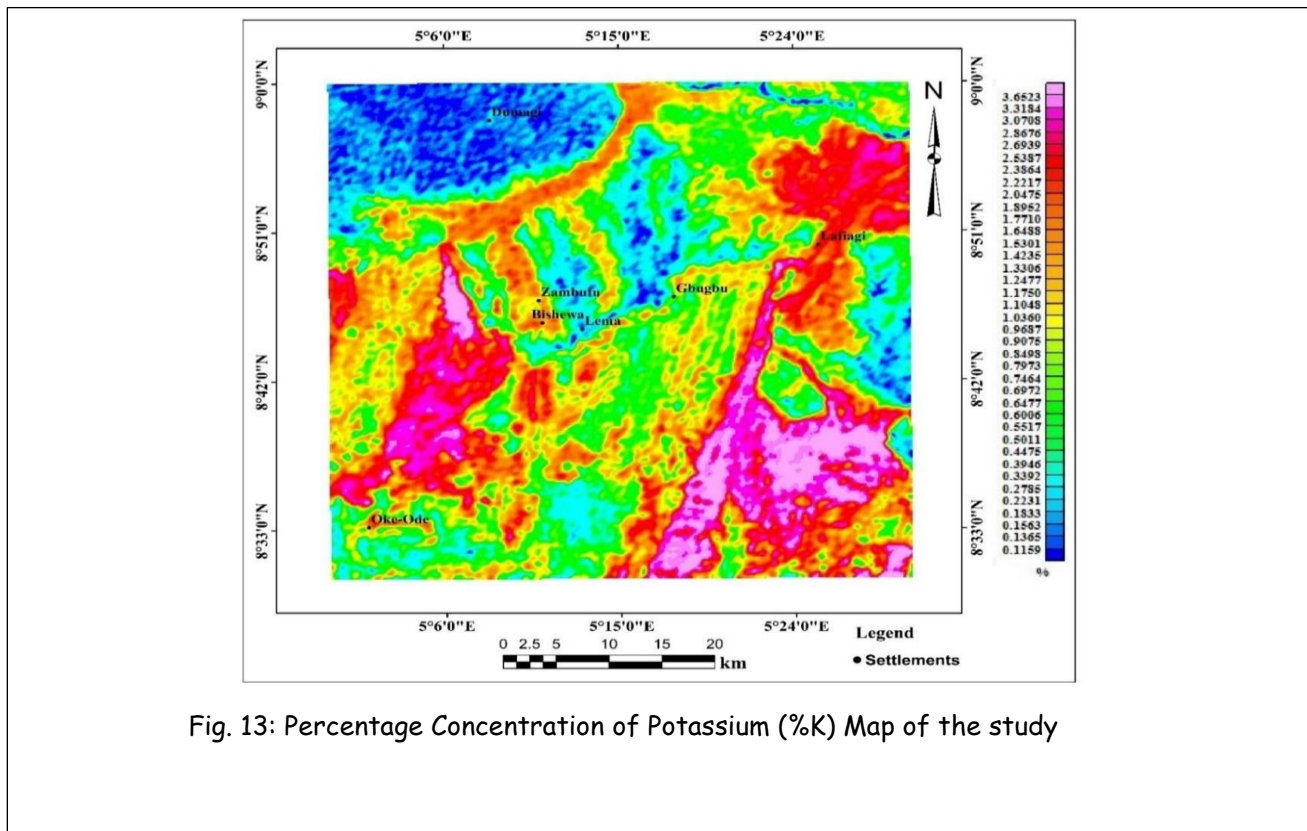 5°6'0"E 5°15'0"E 5°24'0"E
9°0'0"N
9°0'0"N
N
Dumagi
8°51'0"N
8°51'0"N
Lafiagi
Zambufu
Gbugbu
Bishewa
Lema
8°42'0"N
8°42'0"N
Oke-Ode
8°33'0"N
8°33'0"N
3.6523
3.3184
3.0708
2.8676
2.6939
2.5387
2.3864
2.2217
2.0475
1.8952
1.7710
1.6488
1.5301
1.4235
1.3306
1.2477
1.1750
1.1048
1.0360
0.9687
0.9075
0.8498
0.7973
0.7464
0.6972
0.6477
0.6006
0.5517
0.5011
0.4475
0.3946
0.3392
0.2785
0.2231
0.1833
0.1563
0.1365
0.1159
%
5°6'0"E 5°15'0"E 5°24'0"E
Legend
Settlements
0 2.5 5 10 15 20
km
Fig. 13: Percentage Concentration of Potassium (%K) Map of the study